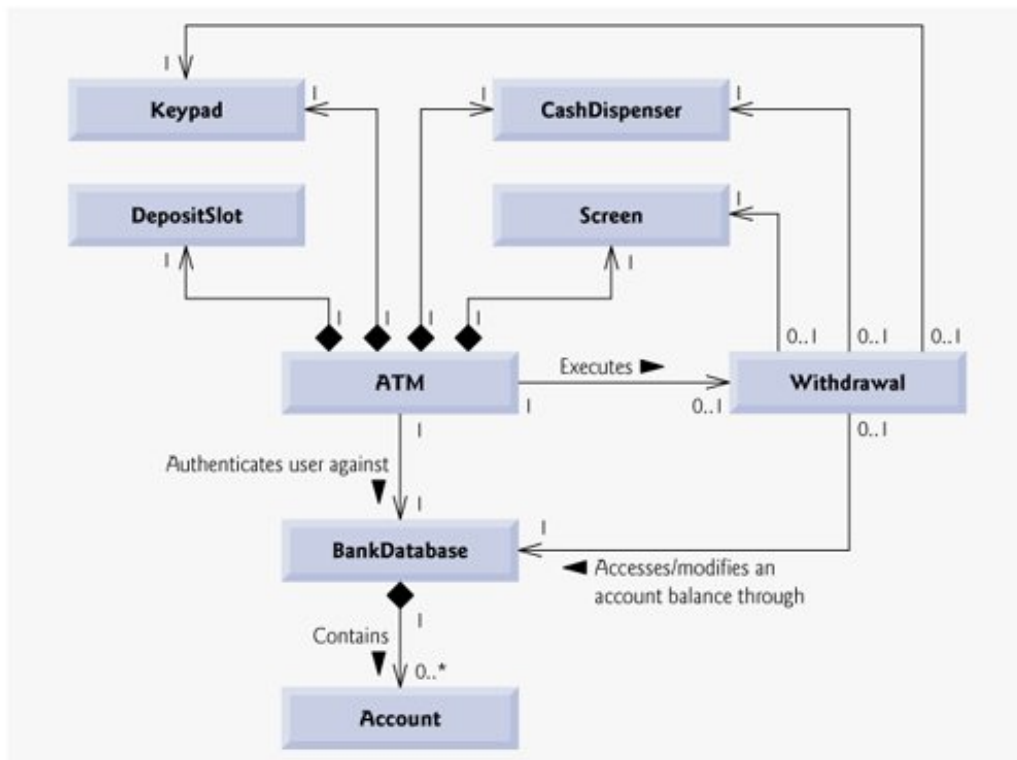 1
Keypad
1
1
CashDispenser
1
DepositSlot
1
Screen
1
1
1
1
1
1
0..1
0..1
0..1
ATM
Executes ►
1
0..1
Withdrawal
1
0..1
Authenticates user against
▼
1
BankDatabase
1
◄ Accesses/modifies an
account balance through
1
Contains
▼
0..*
Account